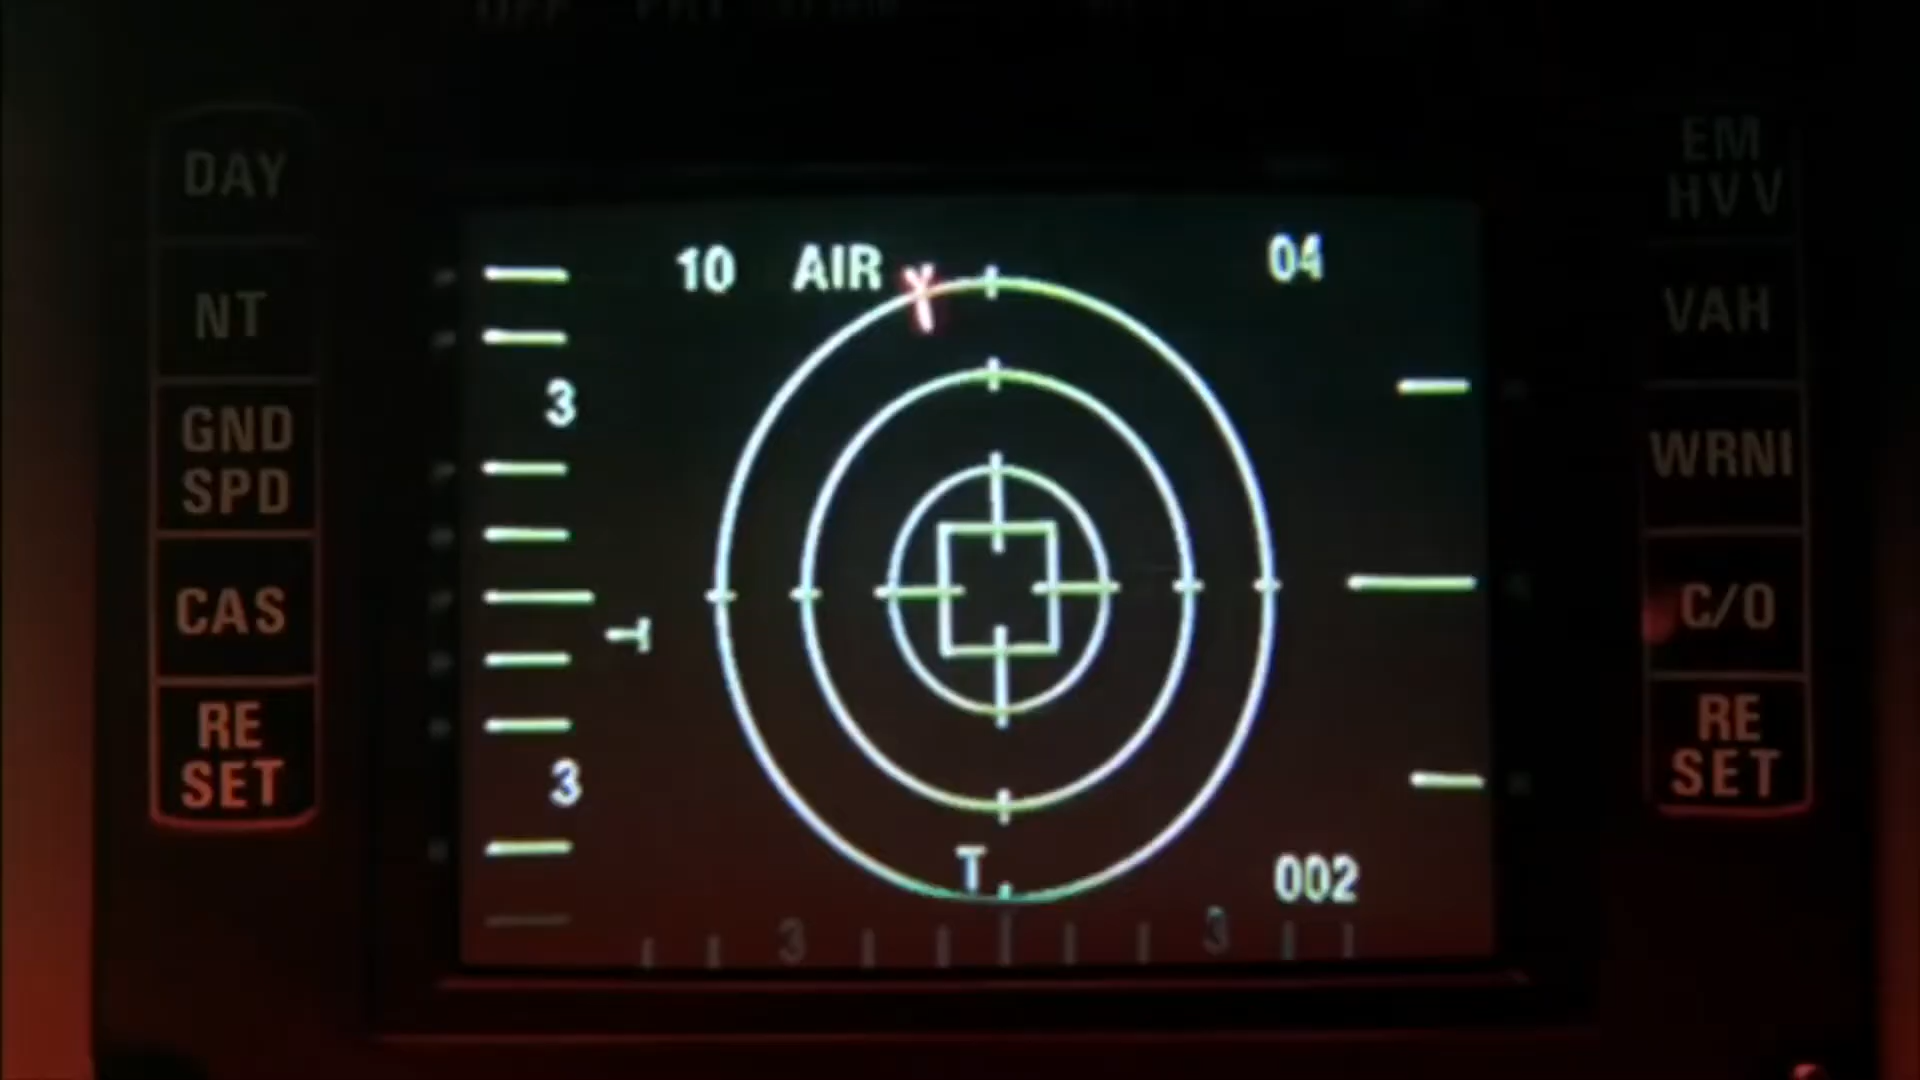 DAY
NT
GND
SPD
CAS
RE
SET
10 AIR Y 04
3
T
3
T
002
3 3
EM
HVV
VAH
WRNI
C/O
RE
SET